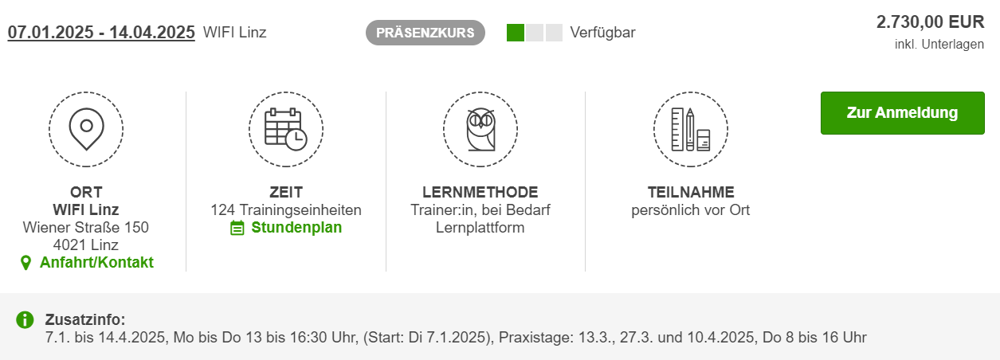 07.01.2025 - 14.04.2025 WIFI Linz PRÄSENZKURS Verfügbar 2.730,00 EUR
inkl. Unterlagen
Zur Anmeldung
ORT
WIFI Linz
Wiener Straße 150
4021 Linz
Anfahrt/Kontakt
ZEIT
124 Trainingseinheiten
Stundenplan
LERNMETHODE
Trainer:in, bei Bedarf
Lernplattform
TEILNAHME
persönlich vor Ort
Zusatzinfo:
7.1. bis 14.4.2025, Mo bis Do 13 bis 16:30 Uhr, (Start: Di 7.1.2025), Praxistage: 13.3., 27.3. und 10.4.2025, Do 8 bis 16 Uhr